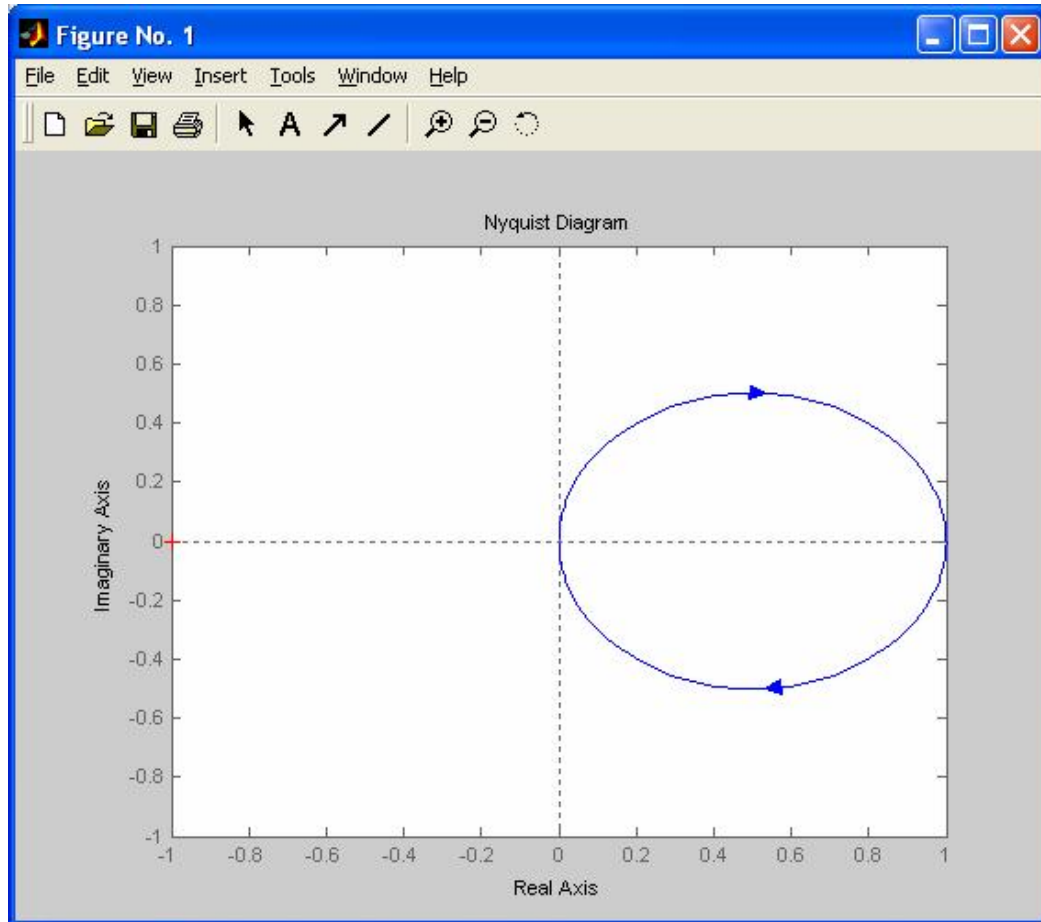 Figure No. 1
File Edit View Insert Tools Window Help
A
Nyquist Diagram
1
0.8
0.6
0.4
0.2
0
-0.2
-0.4
-0.6
-0.8
-1
Imaginary Axis
-1 -0.8 -0.6 -0.4 -0.2 0 0.2 0.4 0.6 0.8 1
Real Axis